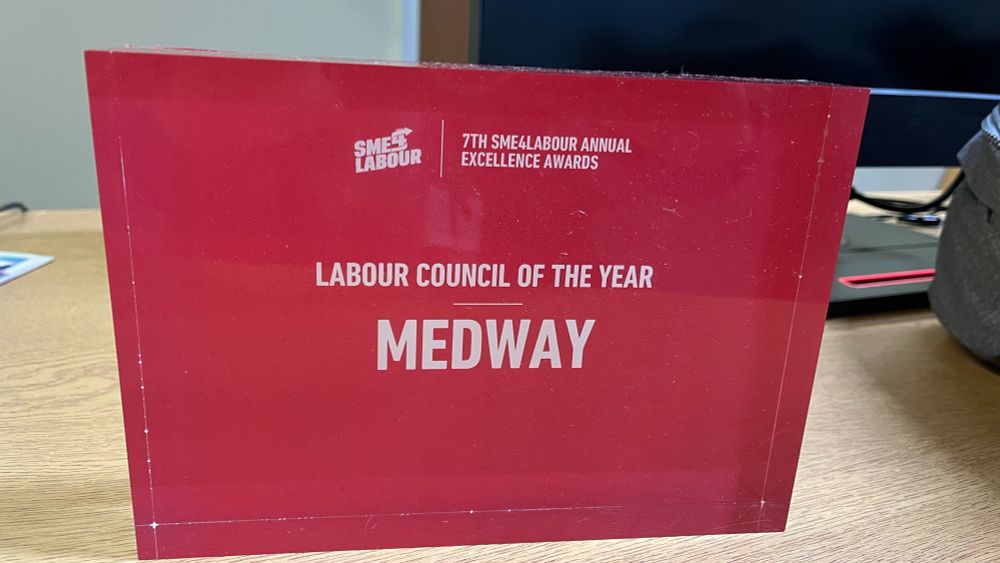 SME4
LABOUR
7TH SME4LABOUR ANNUAL
EXCELLENCE AWARDS
LABOUR COUNCIL OF THE YEAR
MEDWAY